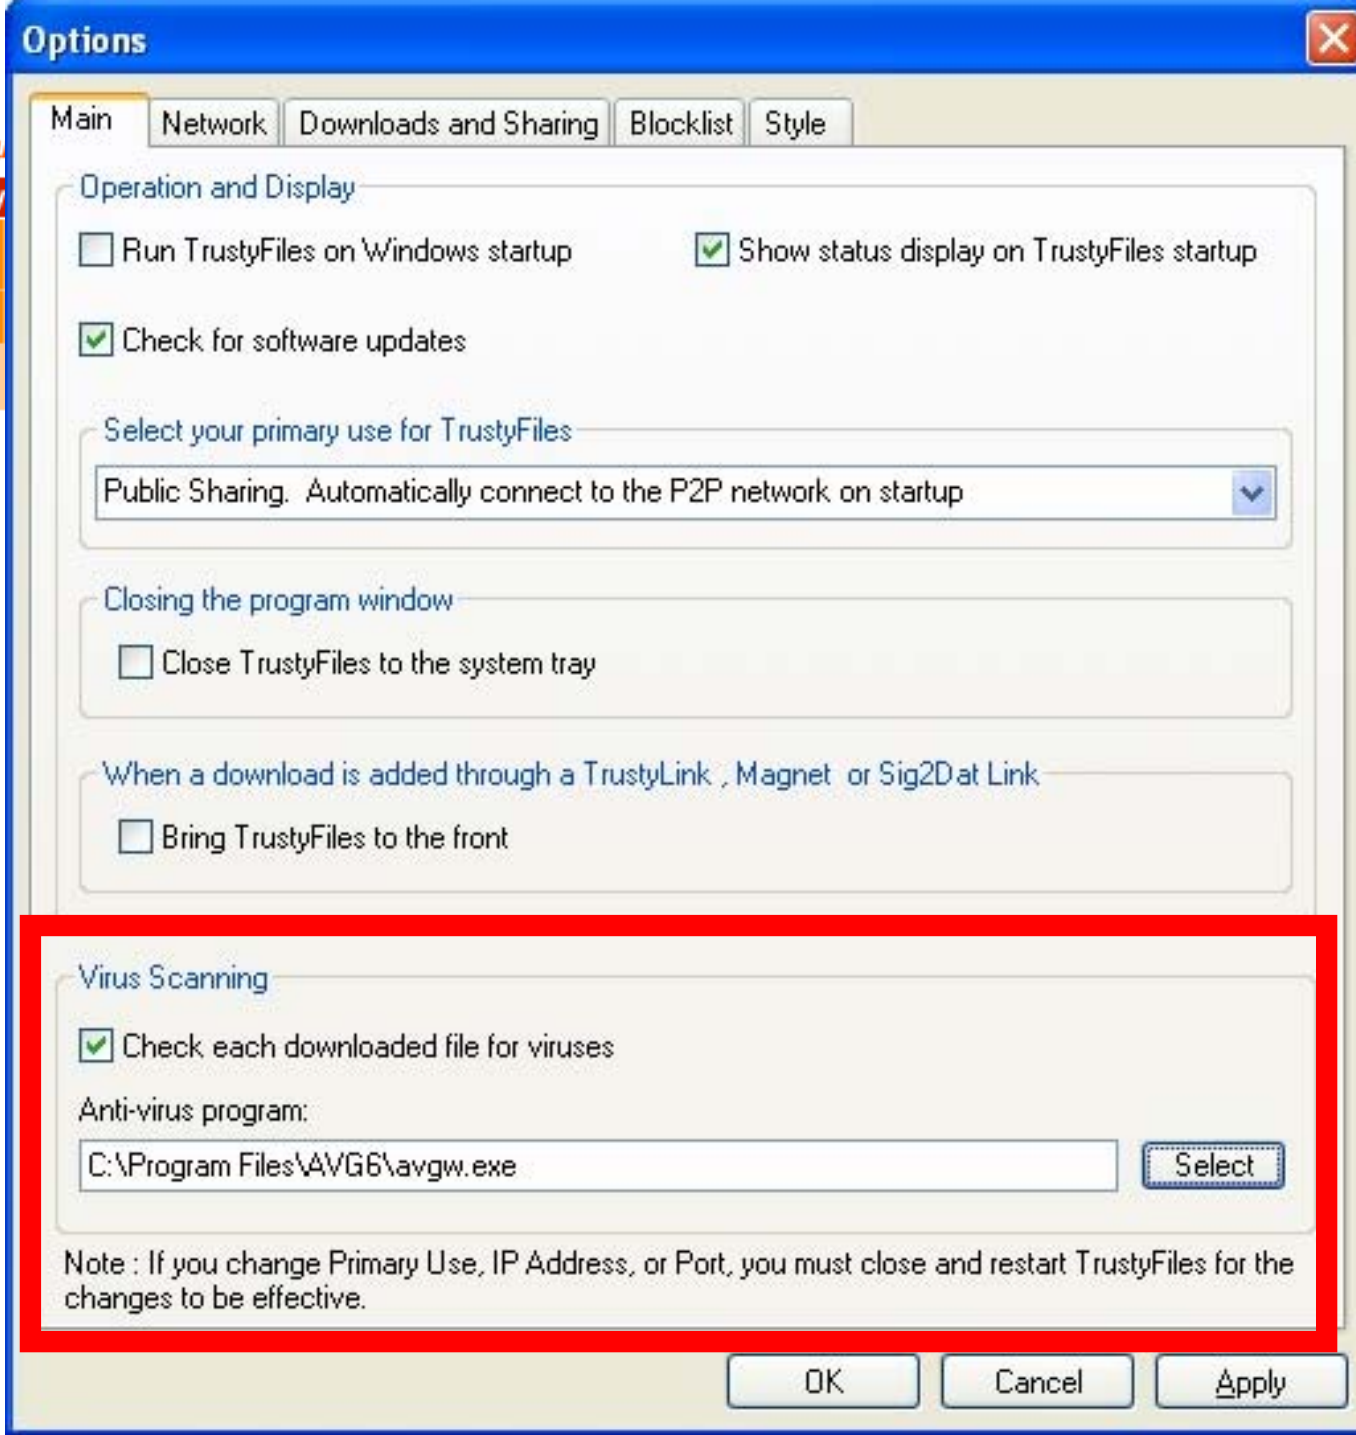 Options
Main Network Downloads and Sharing Blocklist Style
Operation and Display
Run TrustyFiles on Windows startup Show status display on TrustyFiles startup
Check for software updates
Select your primary use for TrustyFiles
Public Sharing. Automatically connect to the P2P network on startup
Closing the program window
Close TrustyFiles to the system tray
When a download is added through a TrustyLink , Magnet or Sig2Dat Link
Bring TrustyFiles to the front
Virus Scanning
Check each downloaded file for viruses
Anti-virus program:
C:\Program Files\AVG6\avgw.exe Select
Note : If you change Primary Use, IP Address, or Port, you must close and restart TrustyFiles for the
changes to be effective.
OK Cancel Apply